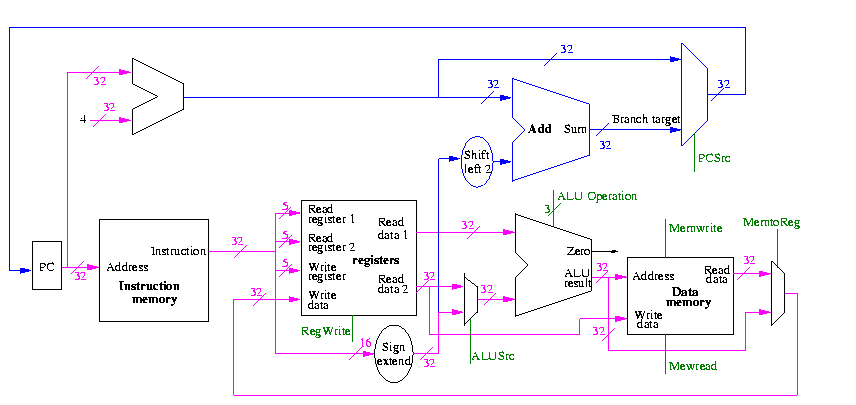 32
32
32
32
4
32
Add
Sum
Branch target
32
32
Shift
left 2
PCSrc
ALU Operation
3
5
Read
register 1
Read
data 1
32
Memwrite
MemtoReg
5
Read
register 2
Zero
Instruction
32
registers
PC
32
Address
5
Write
register
Read
data 2
32
ALU
result
32
Address
Read
data
32
Instruction
memory
32
Write
data
32
Data
memory
Write
data
RegWrite
16
Sign
extend
32
ALUSrc
32
Mewread